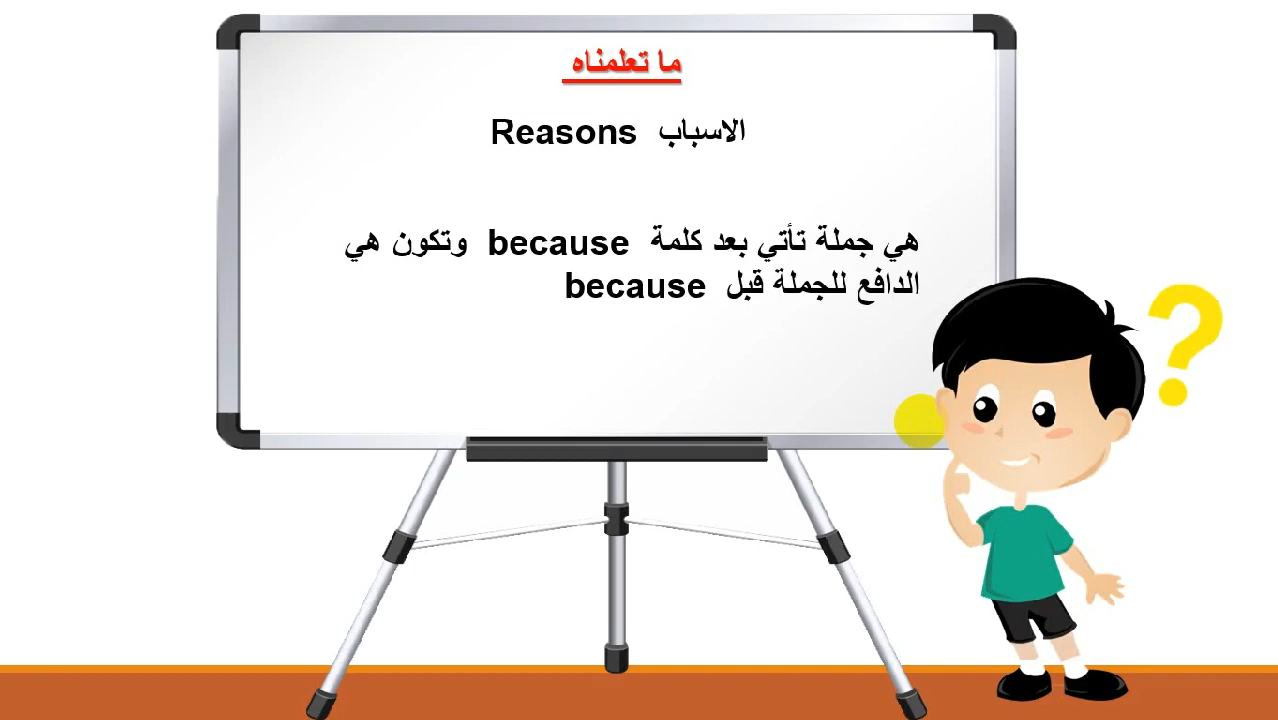 ما تعلمناه
الاسباب Reasons
هي جملة تأتي بعد كلمة because وتكون هي
الدافع للجملة قبل because
?